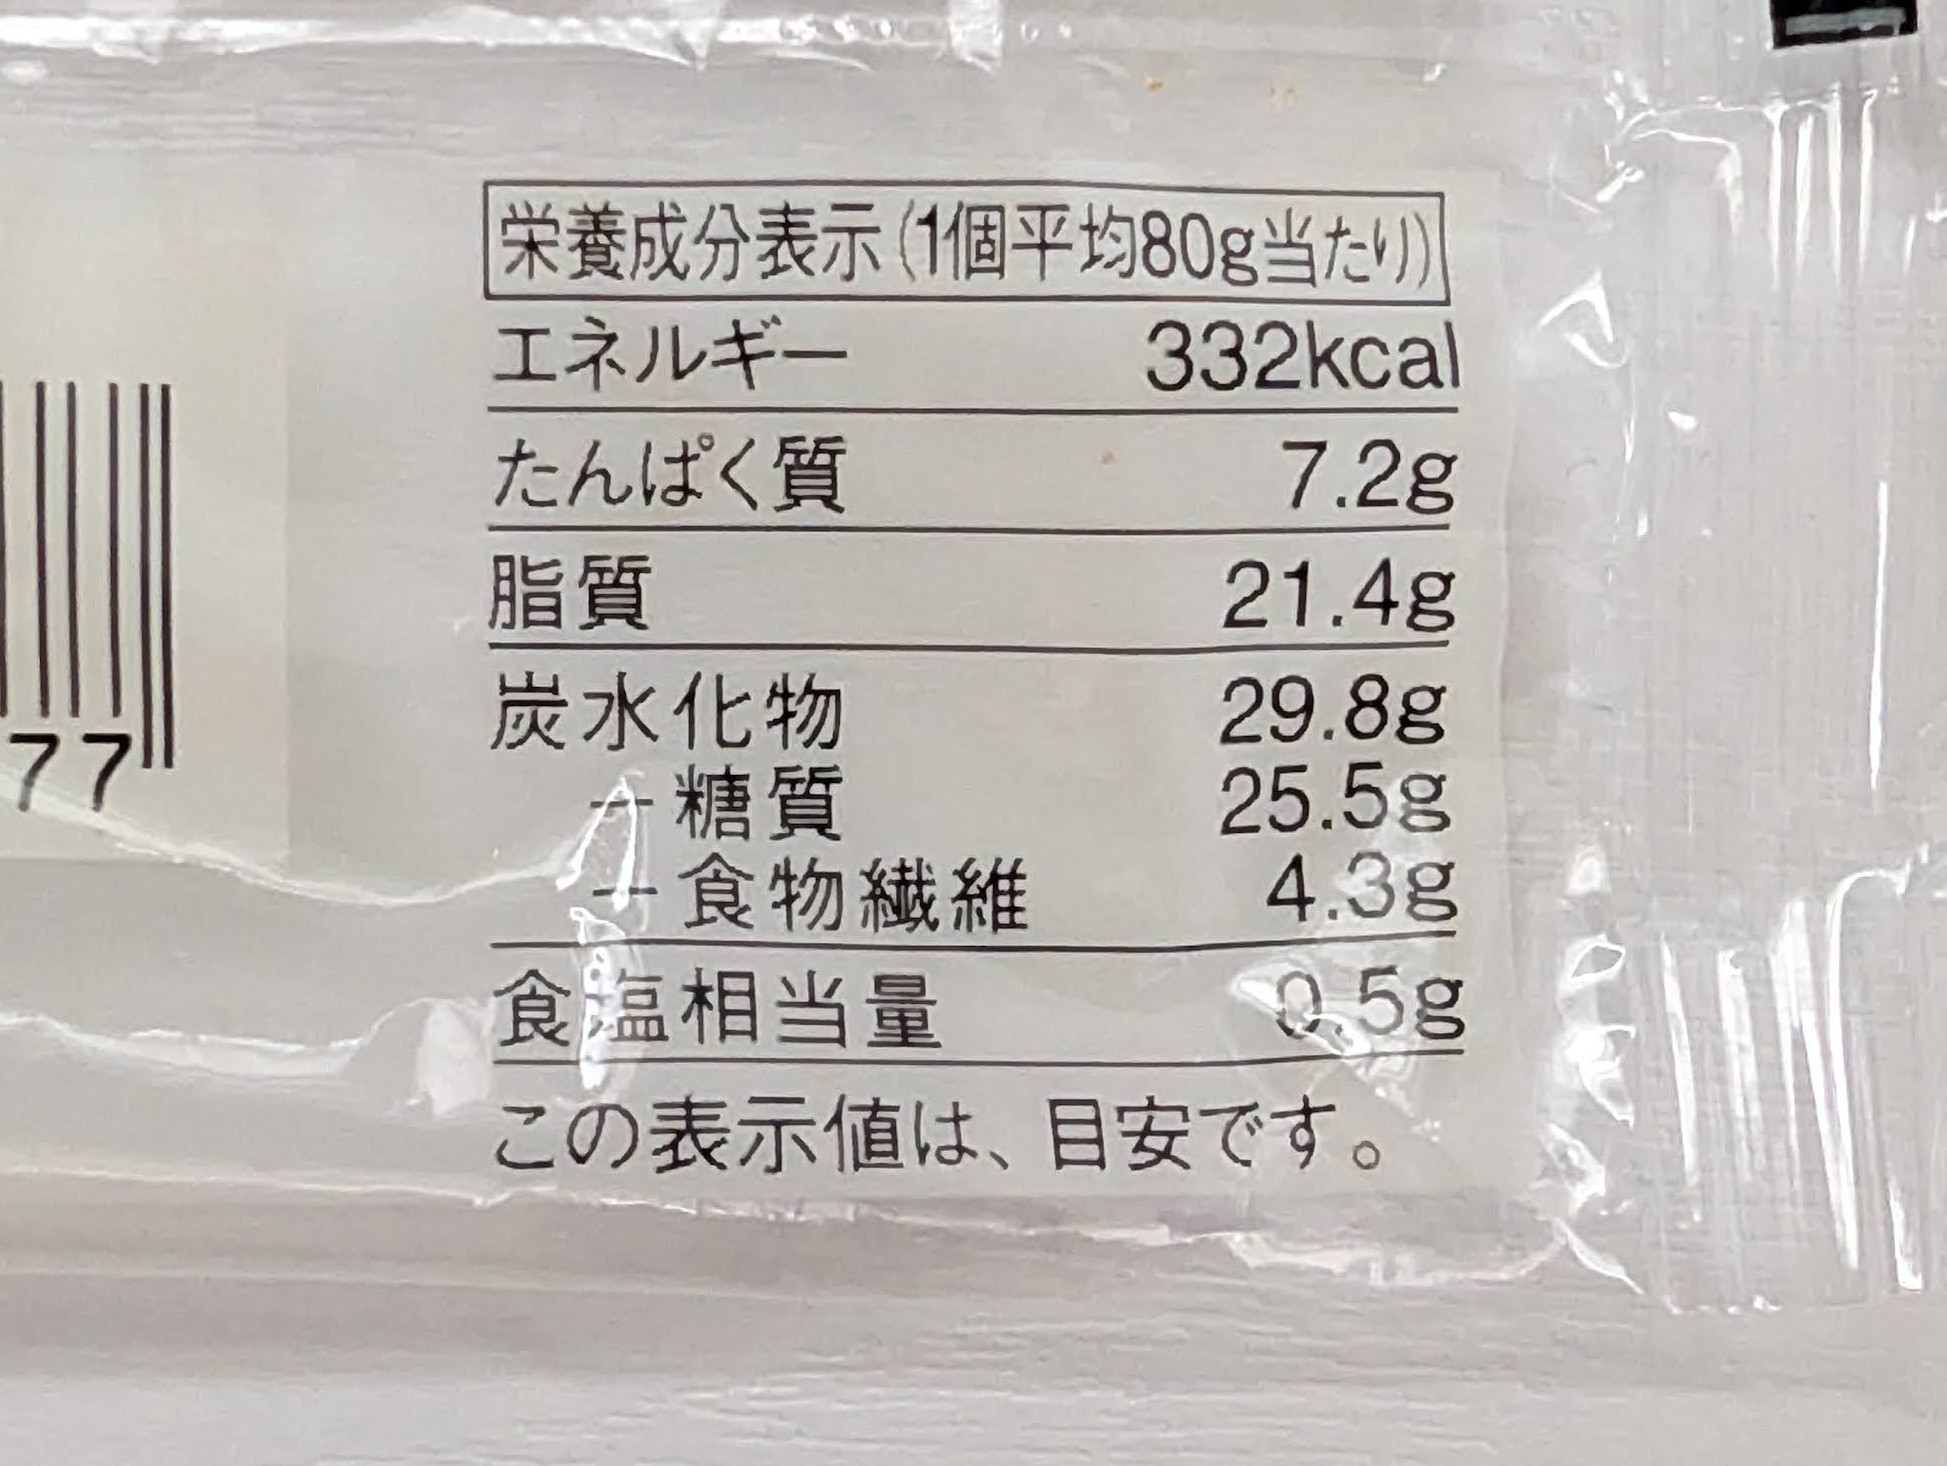 栄養成分表示(1個平均80g当たり)
エネルギー 332kcal
たんぱく質 7.2g
脂質 21.4g
炭水化物 29.8g
－糖質 25.5g
－食物繊維 4.3g
食塩相当量 0.5g
この表示値は、目安です。
77